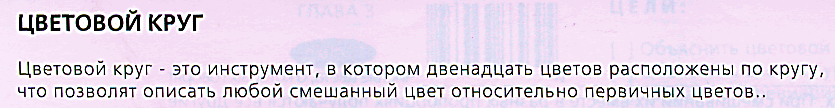 ЦВЕТОВОЙ КРУГ
Цветовой круг - это инструмент, в котором двенадцать цветов расположены по кругу,
что позволят описать любой смешанный цвет относительно первичных цветов..